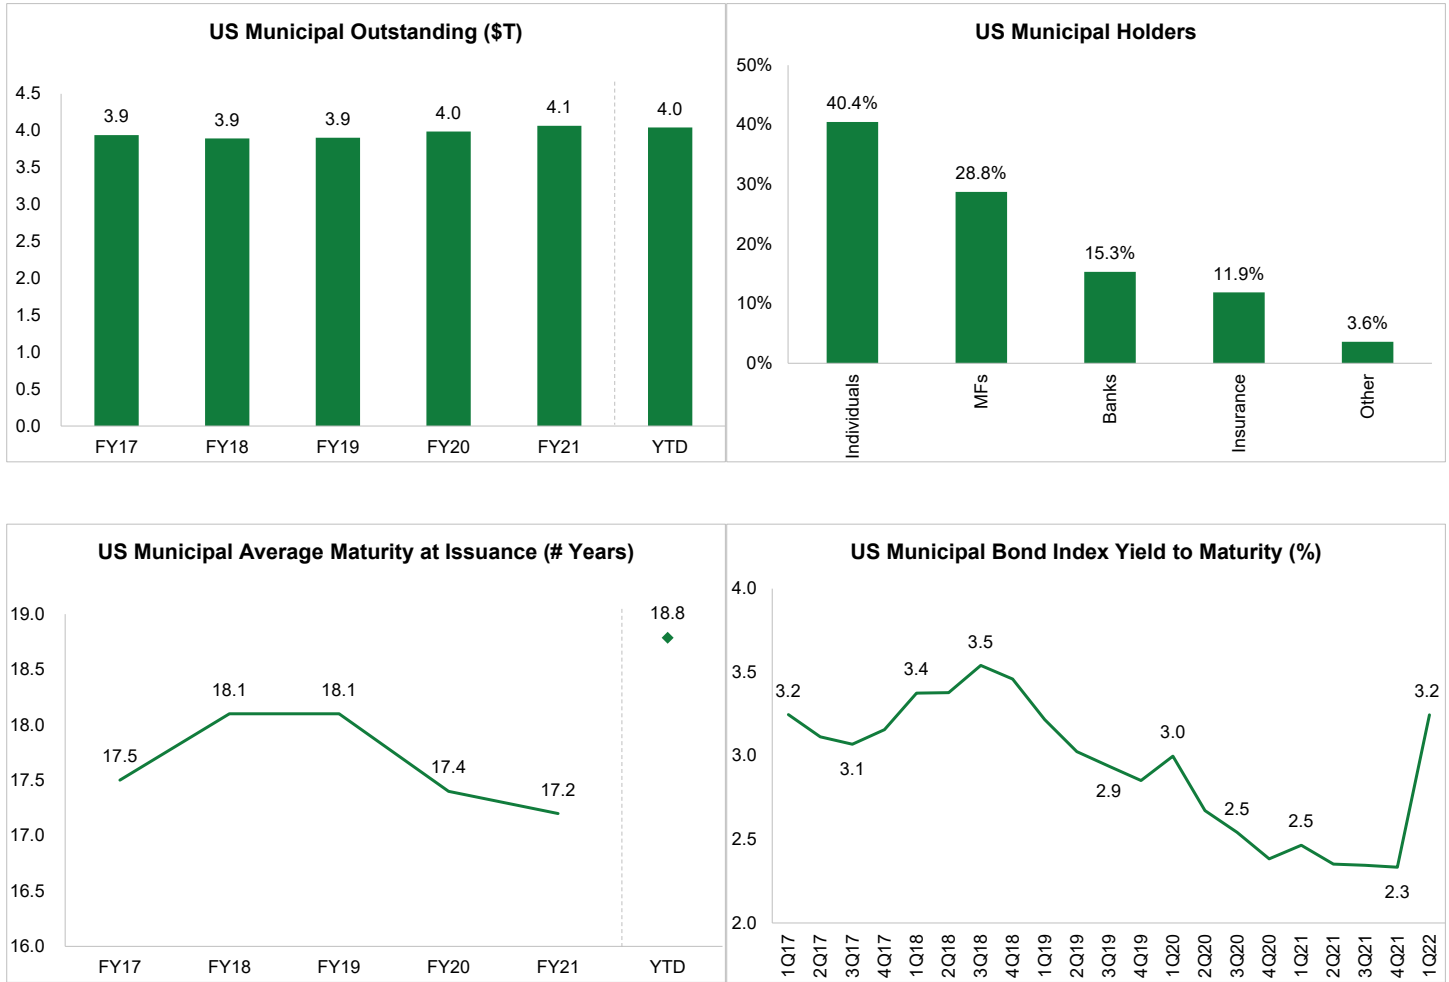 US Municipal Outstanding ($T)
4.5
4.0
3.5
3.0
2.5
2.0
1.5
1.0
0.5
0.0
3.9
3.9
3.9
4.0
4.1
4.0
FY17
FY18
FY19
FY20
FY21
YTD
US Municipal Holders
50%
40%
30%
20%
10%
0%
40.4%
28.8%
15.3%
11.9%
3.6%
Individuals
MFs
Banks
Insurance
Other
US Municipal Average Maturity at Issuance (# Years)
19.0
18.5
18.0
17.5
17.0
16.5
16.0
17.5
18.1
18.1
17.4
17.2
18.8
FY17
FY18
FY19
FY20
FY21
YTD
US Municipal Bond Index Yield to Maturity (%)
4.0
3.5
3.0
2.5
2.0
3.2
3.1
3.4
3.5
2.9
3.0
2.5
2.5
2.3
3.2
1Q17
2Q17
3Q17
4Q17
1Q18
2Q18
3Q18
4Q18
1Q19
2Q19
3Q19
4Q19
1Q20
2Q20
3Q20
4Q20
1Q21
2Q21
3Q21
4Q21
1Q22